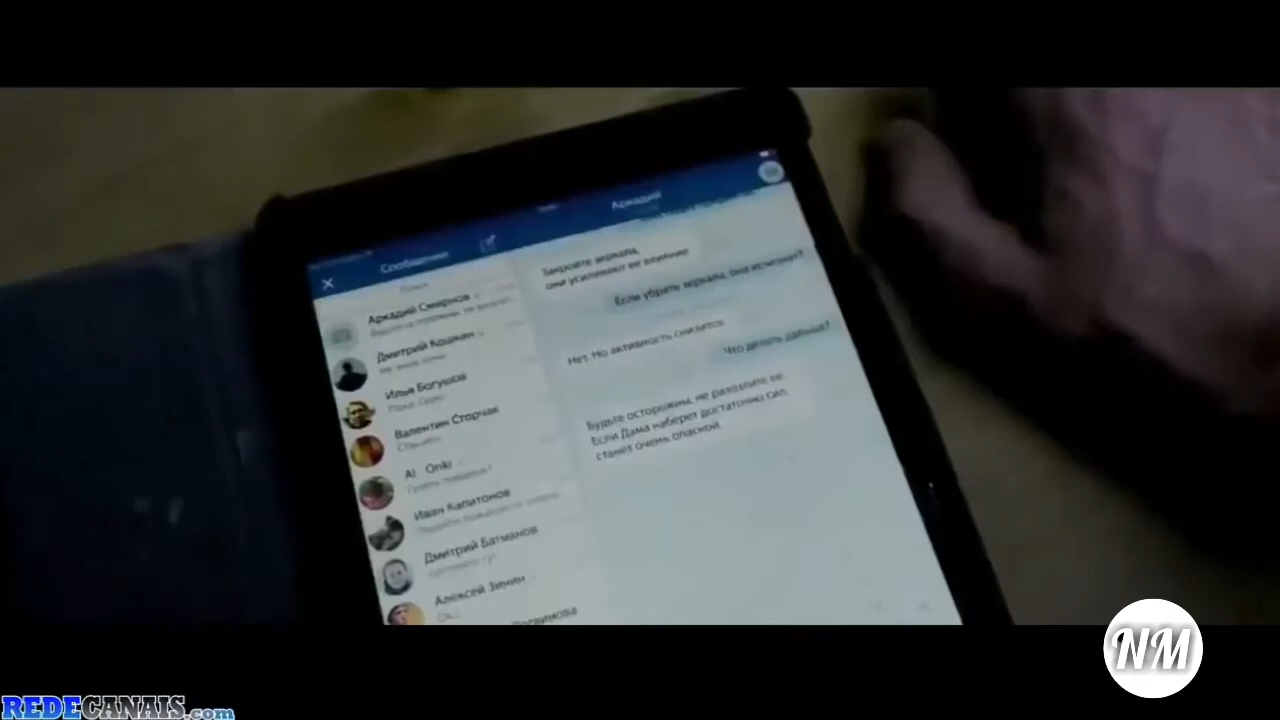 Сообщения
Аркадий
Поиск
Аркадий Смирнов
Дмитрий Кошкин
Илья Богушов
Валентин Сторчак
Al Onki
Иван Капитонов
Дмитрий Батманов
Алексей Зинин
Закройте зеркала,
они усиливают ее влияние
Если убрать зеркала, она исчезнет?
Нет. Но активность снизится.
Что делать дальше?
Будьте осторожны, не разозлите ее.
Если Дама наберет достаточно сил,
станет очень опасной.
NM
REDECANAIS.com